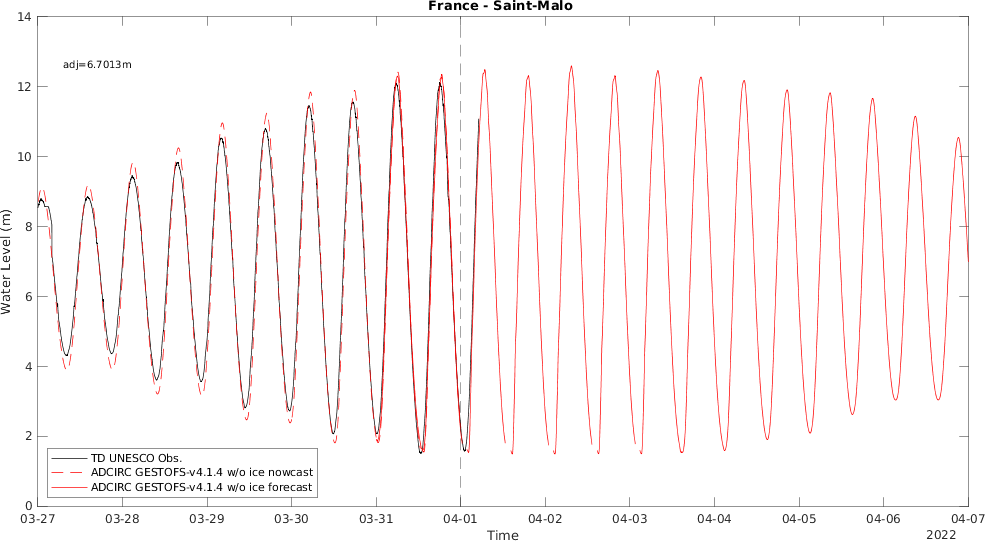 France - Saint-Malo
14
12
10
8
6
4
2
0
Water Level (m)
adj=6.7013m
TD UNESCO Obs.
ADCIRC GESTOFS-v4.1.4 w/o ice nowcast
ADCIRC GESTOFS-v4.1.4 w/o ice forecast
03-27 03-28 03-29 03-30 03-31 04-01 04-02 04-03 04-04 04-05 04-06 04-07
Time
2022